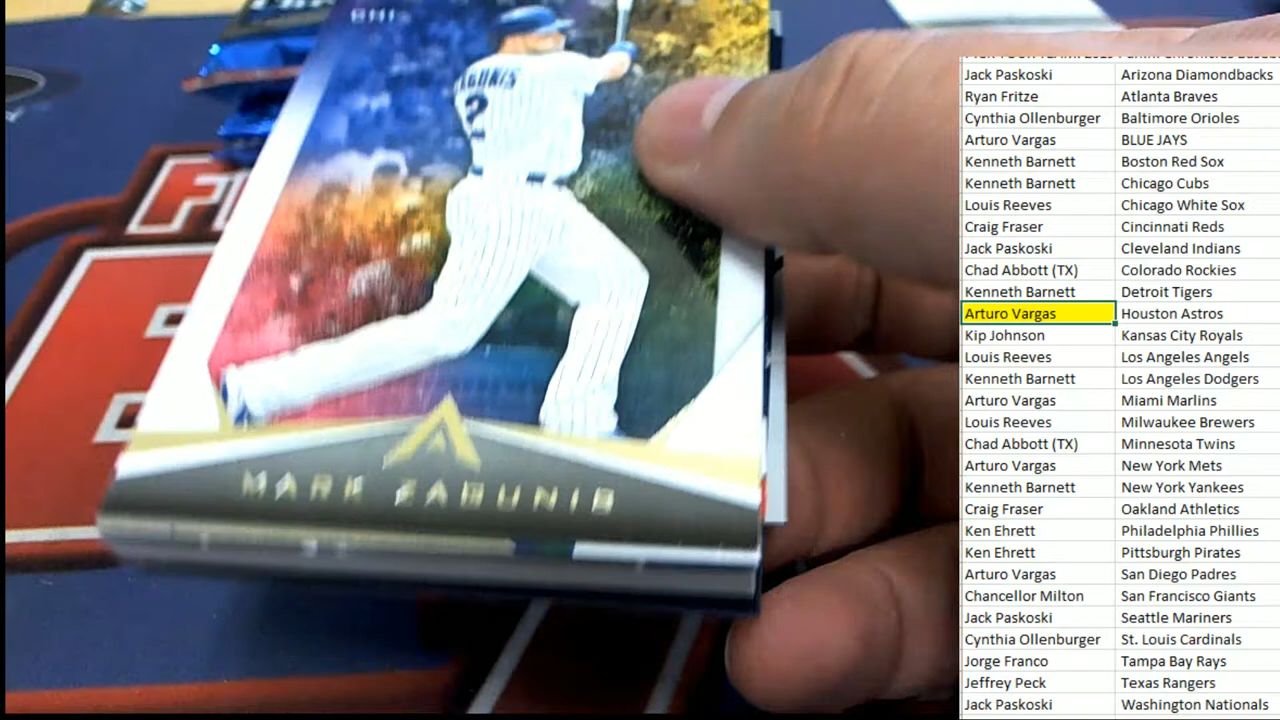 CHI
2
MARK ZAGUNIS
Jack Paskoski Arizona Diamondbacks
Ryan Fritze Atlanta Braves
Cynthia Ollenburger Baltimore Orioles
Arturo Vargas BLUE JAYS
Kenneth Barnett Boston Red Sox
Kenneth Barnett Chicago Cubs
Louis Reeves Chicago White Sox
Craig Fraser Cincinnati Reds
Jack Paskoski Cleveland Indians
Chad Abbott (TX) Colorado Rockies
Kenneth Barnett Detroit Tigers
Arturo Vargas Houston Astros
Kip Johnson Kansas City Royals
Louis Reeves Los Angeles Angels
Kenneth Barnett Los Angeles Dodgers
Arturo Vargas Miami Marlins
Louis Reeves Milwaukee Brewers
Chad Abbott (TX) Minnesota Twins
Arturo Vargas New York Mets
Kenneth Barnett New York Yankees
Craig Fraser Oakland Athletics
Ken Ehrett Philadelphia Phillies
Ken Ehrett Pittsburgh Pirates
Arturo Vargas San Diego Padres
Chancellor Milton San Francisco Giants
Jack Paskoski Seattle Mariners
Cynthia Ollenburger St. Louis Cardinals
Jorge Franco Tampa Bay Rays
Jeffrey Peck Texas Rangers
Jack Paskoski Washington Nationals